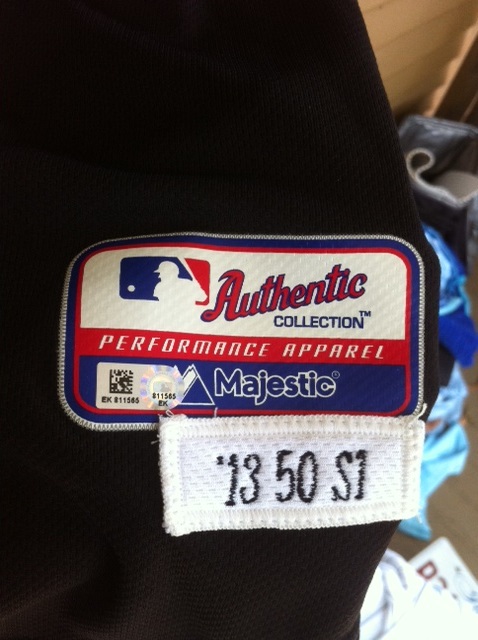 Authentic
COLLECTION™
PERFORMANCE APPAREL
EK 811565
811565
EK
Majestic®
'13 50 S1